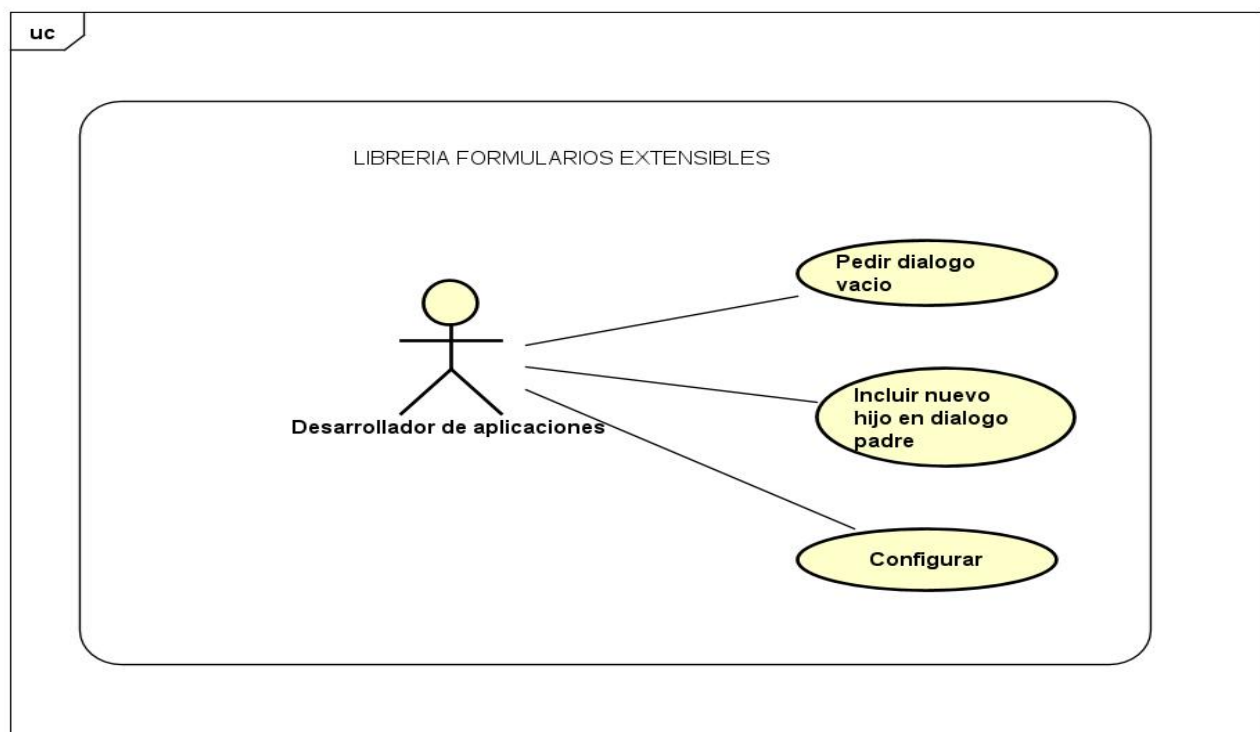 uc
LIBRERIA FORMULARIOS EXTENSIBLES
Pedir dialogo
vacio
Incluir nuevo
hijo en dialogo
padre
Desarrollador de aplicaciones
Configurar